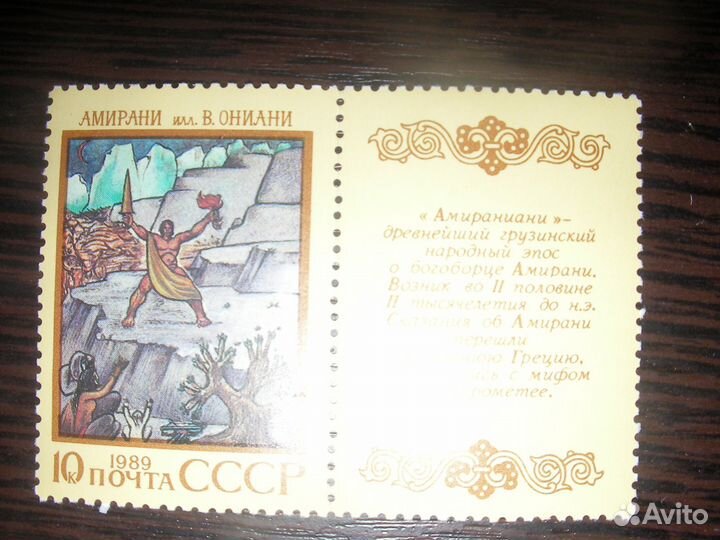 АМИРАНИ илл. В. ОНИАНИ
10к ПОЧТА 1989 СССР
« Амираниани » –
древнейший грузинский
народный эпос
о богоборце Амирани.
Возник во II половине
II тысячелетия до н.э.
Сказания об Амирани
перешли
Грецию,
с мифом
Avito